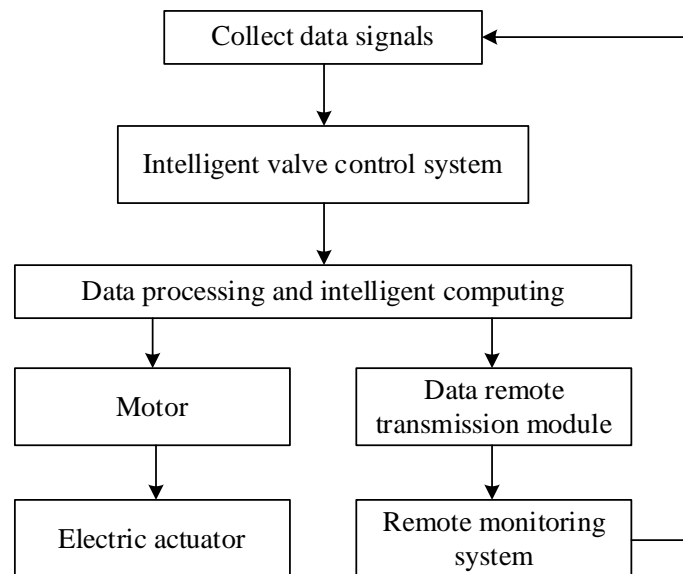 Collect data signals
Intelligent valve control system
Data processing and intelligent computing
Motor
Data remote
transmission module
Electric actuator
Remote monitoring
system